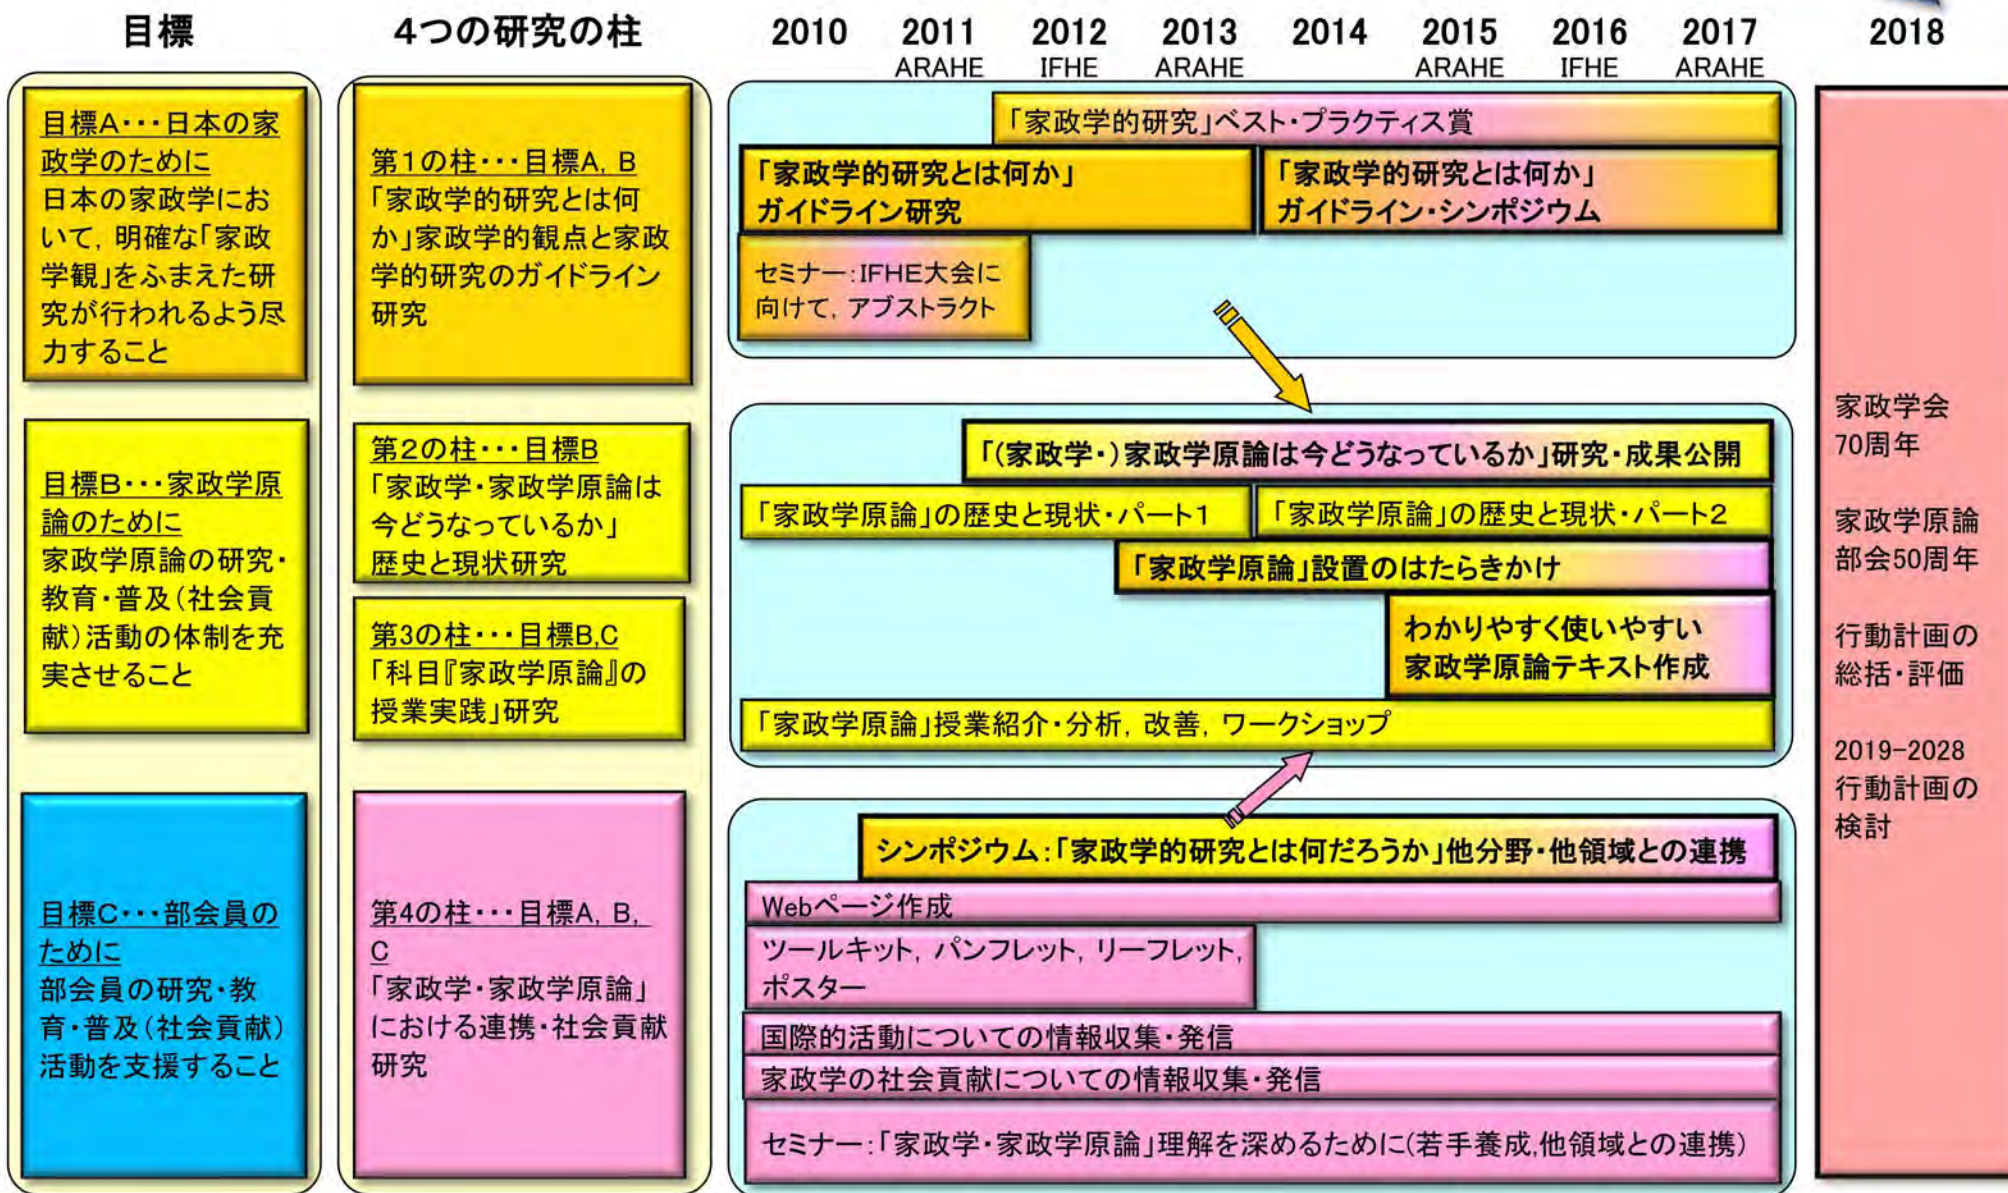 目標
4つの研究の柱
2010 2011 2012 2013 2014 2015 2016 2017 2018
ARAHE IFHE ARAHE ARAHE IFHE ARAHE
目標A･･･日本の家
政学のために
日本の家政学にお
いて, 明確な「家政
学観」をふまえた研
究が行われるよう尽
力すること
目標B･･･家政学原
論のために
家政学原論の研究･
教育･普及(社会貢
献)活動の体制を充
実させること
目標C･･･部会員の
ために
部会員の研究･教
育･普及(社会貢献)
活動を支援すること
第1の柱･･･目標A, B
「家政学的研究とは何
か」家政学的観点と家政
学的研究のガイドライン
研究
第2の柱･･･目標B
「家政学･家政学原論は
今どうなっているか」
歴史と現状研究
第3の柱･･･目標B,C
「科目『家政学原論』の
授業実践」研究
第4の柱･･･目標A, B,
C
「家政学･家政学原論」
における連携･社会貢献
研究
「家政学的研究」ベスト･プラクティス賞
「家政学的研究とは何か」
ガイドライン研究
「家政学的研究とは何か」
ガイドライン･シンポジウム
セミナー:IFHE大会に
向けて, アブストラクト
「(家政学･)家政学原論は今どうなっているか」研究･成果公開
「家政学原論」の歴史と現状･パート1
「家政学原論」の歴史と現状･パート2
「家政学原論」設置のはたらきかけ
わかりやすく使いやすい
家政学原論テキスト作成
「家政学原論」授業紹介･分析, 改善, ワークショップ
シンポジウム:「家政学的研究とは何だろうか」他分野･他領域との連携
Webページ作成
ツールキット, パンフレット, リーフレット,
ポスター
国際的活動についての情報収集･発信
家政学の社会貢献についての情報収集･発信
セミナー:「家政学･家政学原論」理解を深めるために(若手養成,他領域との連携)
家政学会
70周年
家政学原論
部会50周年
行動計画の
総括･評価
2019-2028
行動計画の
検討